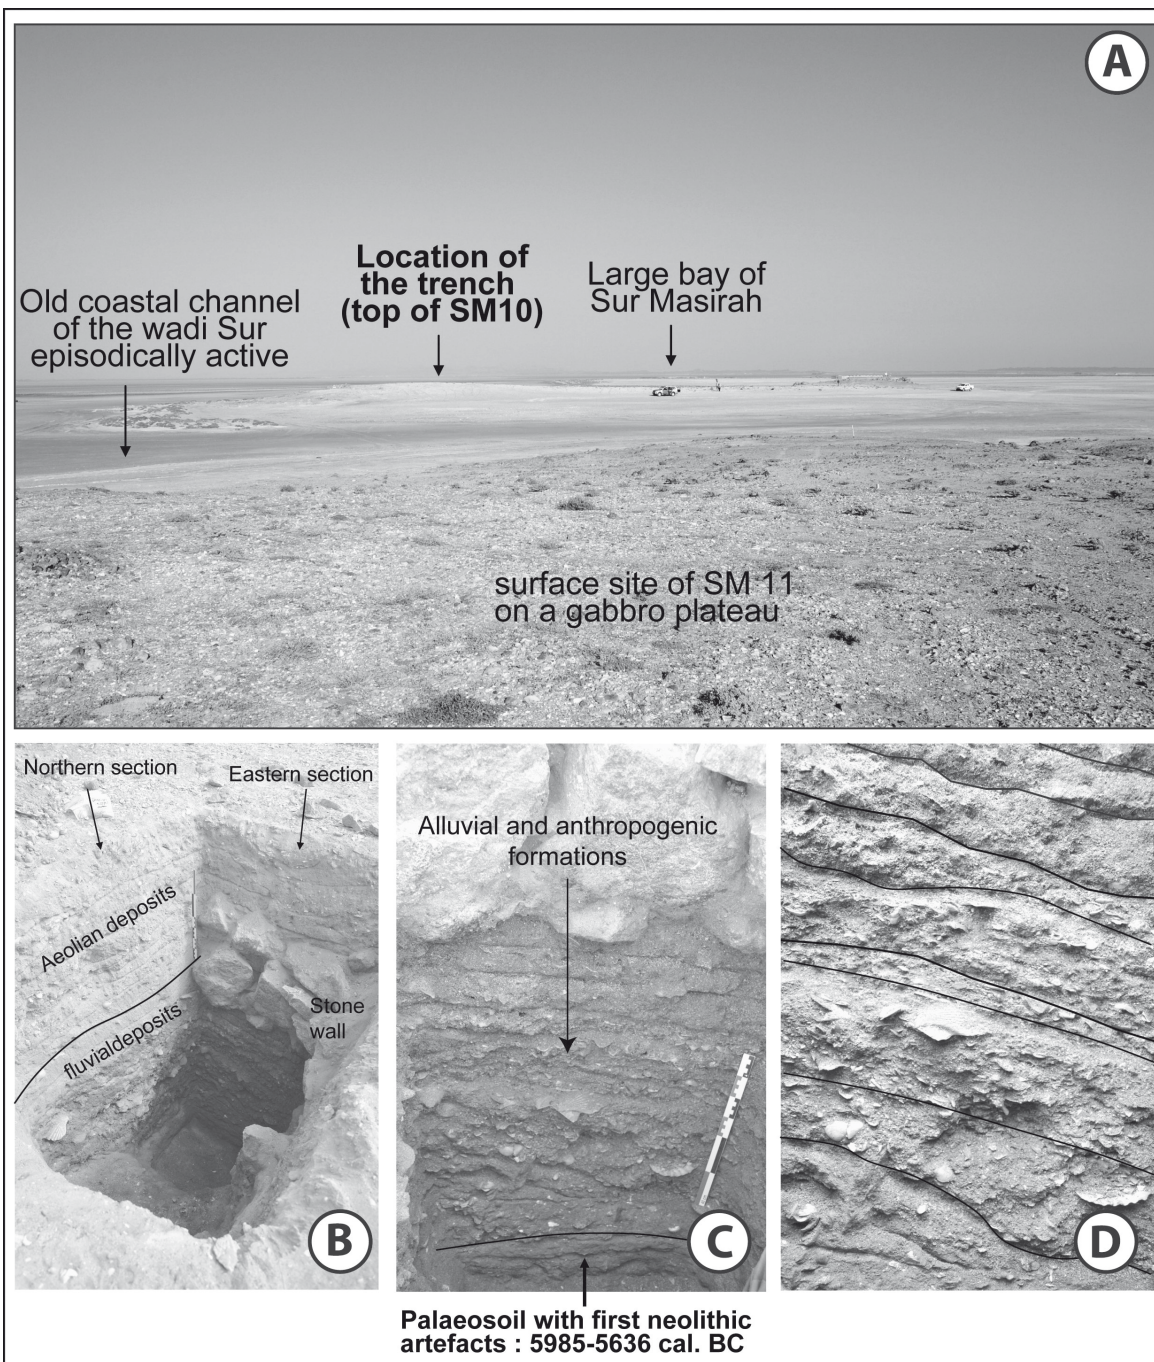 A
Location of
the trench
(top of SM10)
Large bay of
Sur Masirah
Old coastal channel
of the wadi Sur
episodically active
surface site of SM 11
on a gabbro plateau
Northern section
Eastern section
Aeolian deposits
fluvialdeposits
Stone
wall
B
Alluvial and anthropogenic
formations
C
D
Palaeosoil with first neolithic
artefacts : 5985-5636 cal. BC